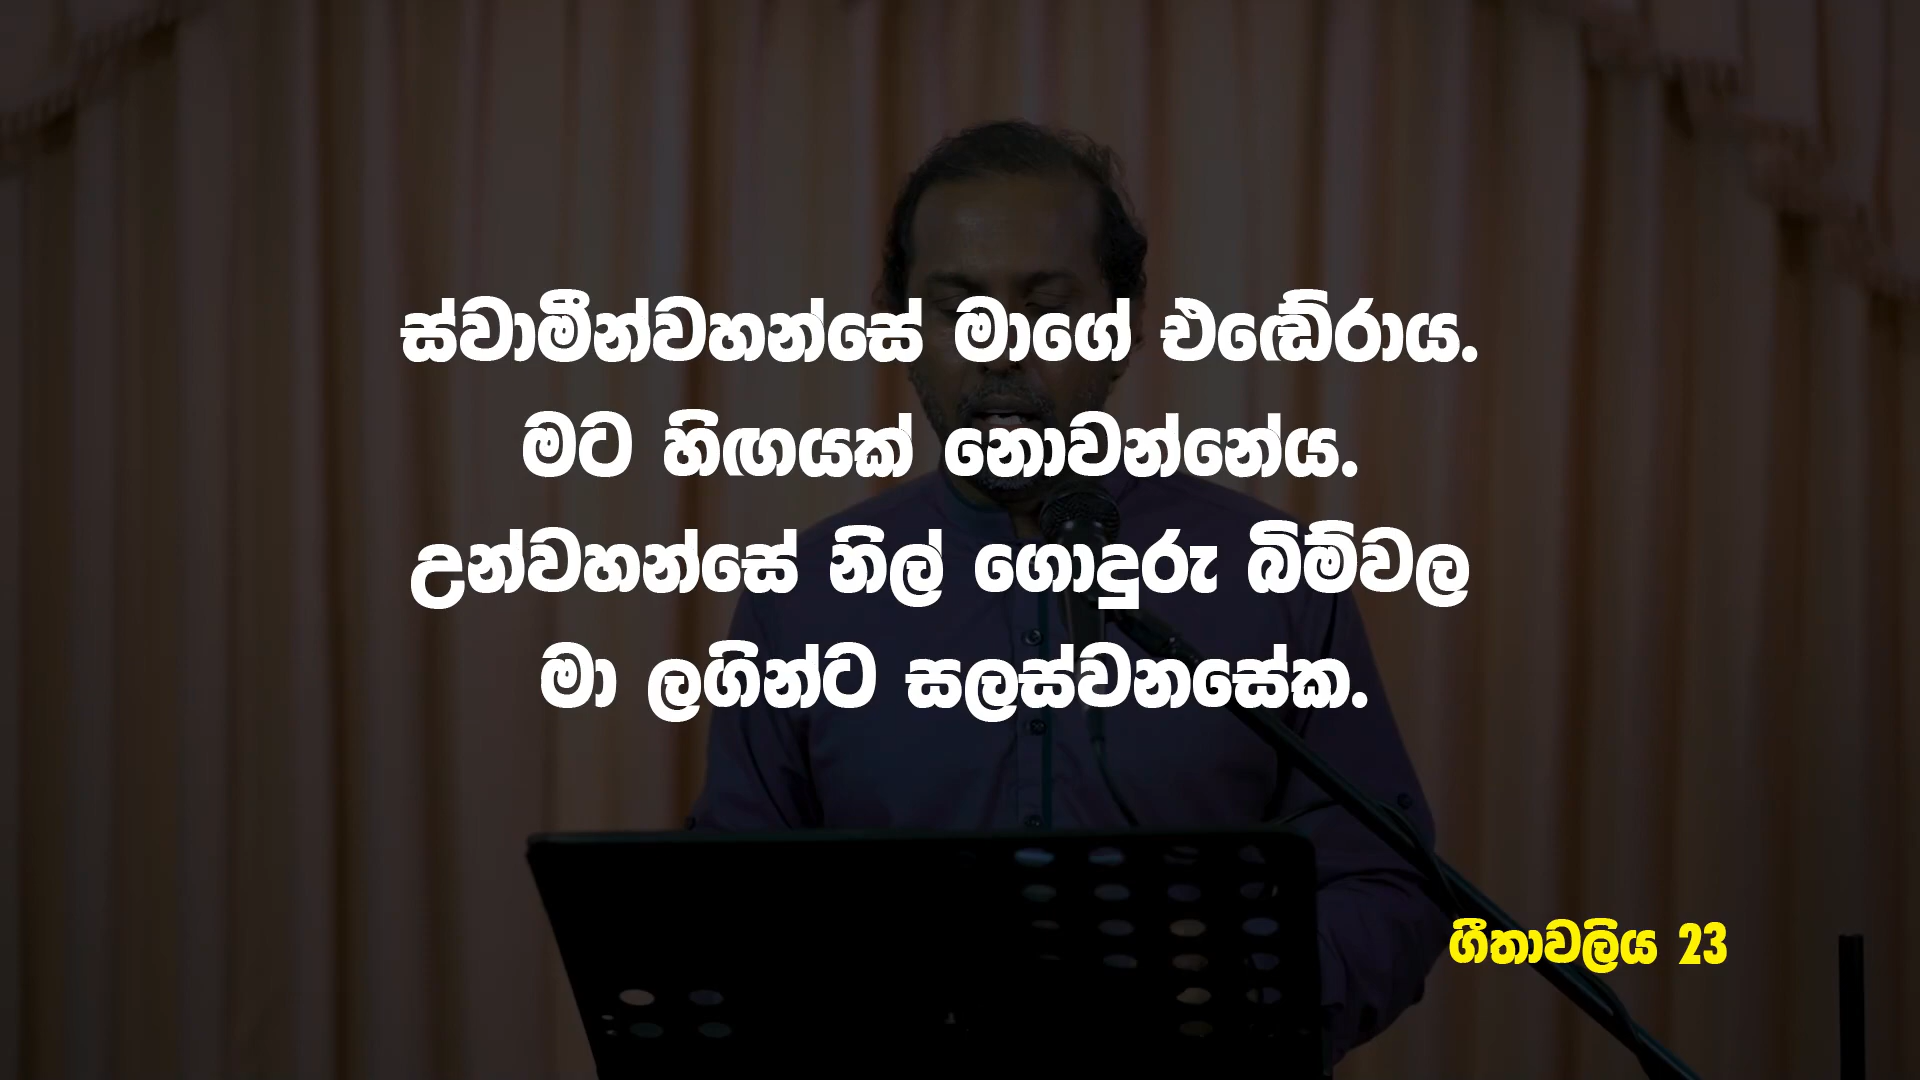 ස්වාමීන්වහන්සේ මාගේ එඬේරාය.
මට හිඟයක් නොවන්නේය.
උන්වහන්සේ නිල් ගොදුරු බිම්වල
මා ලගින්ට සලස්වනසේක.
ගීතාවලිය 23